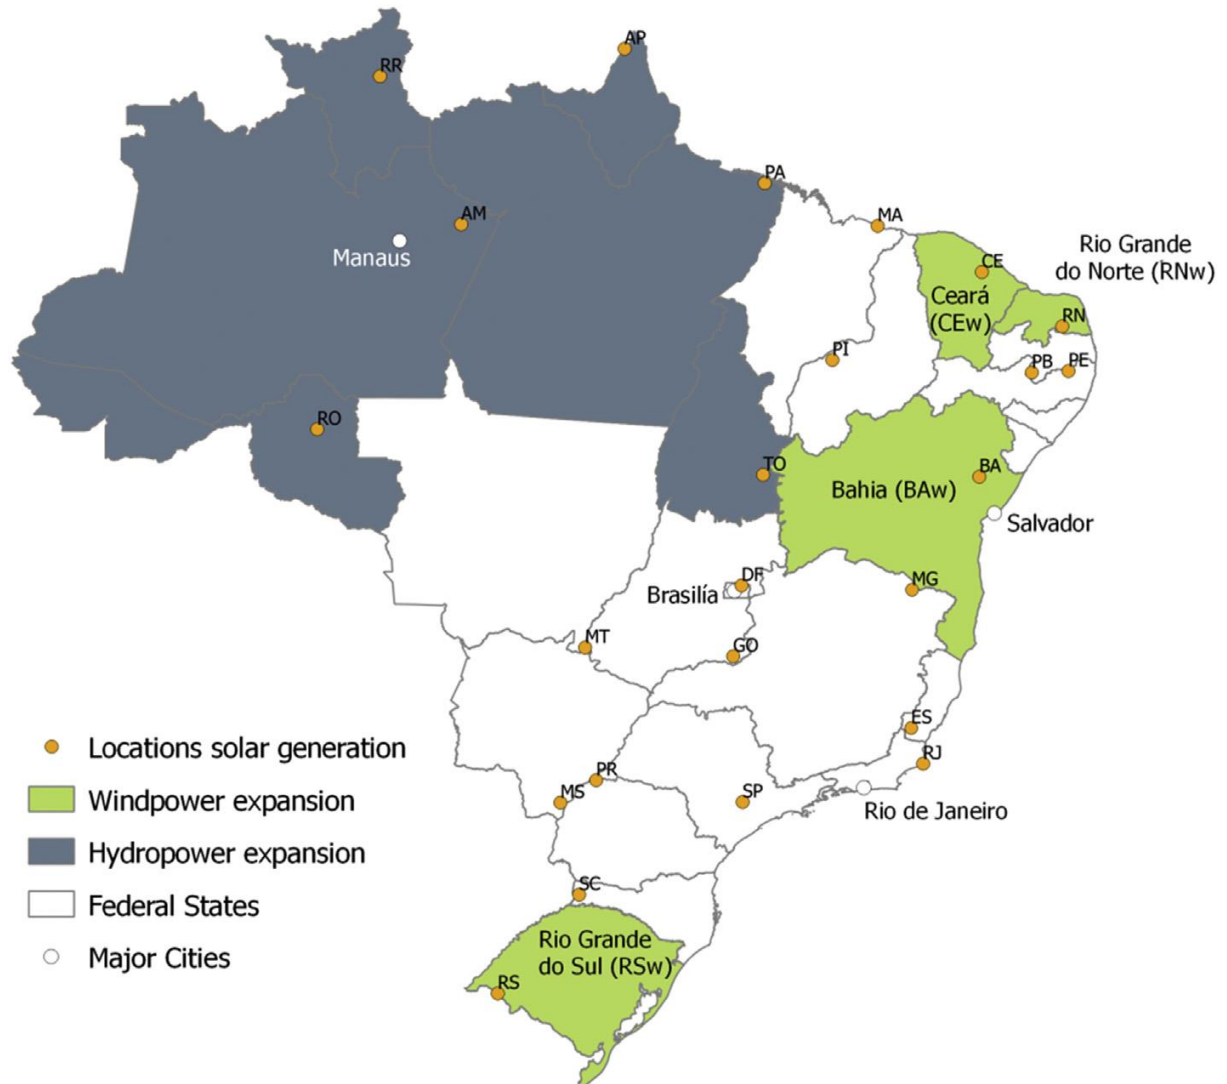 AP
RR
PA
AM
MA
Manaus
Rio Grande
do Norte (RNw)
CE
Ceará
(CEw)
RN
PI
PB
PE
RO
TO
BA
Bahia (BAw)
Salvador
DF
MG
Brasilía
MT
GO
ES
RJ
PR
MS
SP
Rio de Janeiro
SC
Rio Grande
do Sul (RSw)
RS
Locations solar generation
Windpower expansion
Hydropower expansion
Federal States
Major Cities